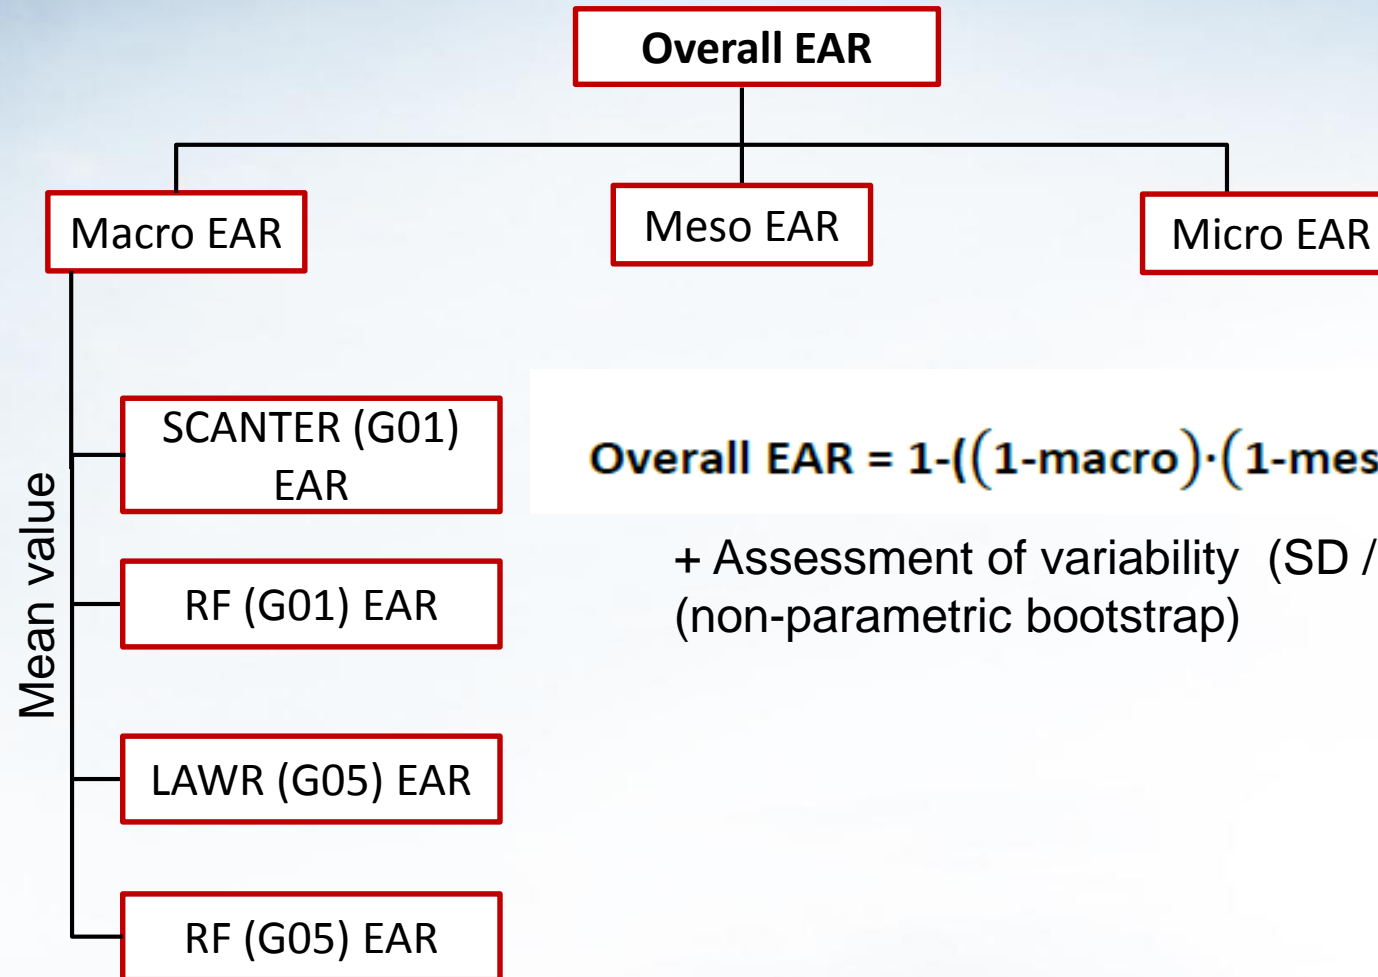 Overall EAR
Macro EAR
Meso EAR
Micro EAR
Mean value
SCANTER (G01)
EAR
RF (G01) EAR
LAWR (G05) EAR
RF (G05) EAR
Overall EAR = 1-((1-macro)·(1-mes
+ Assessment of variability (SD /
(non-parametric bootstrap)